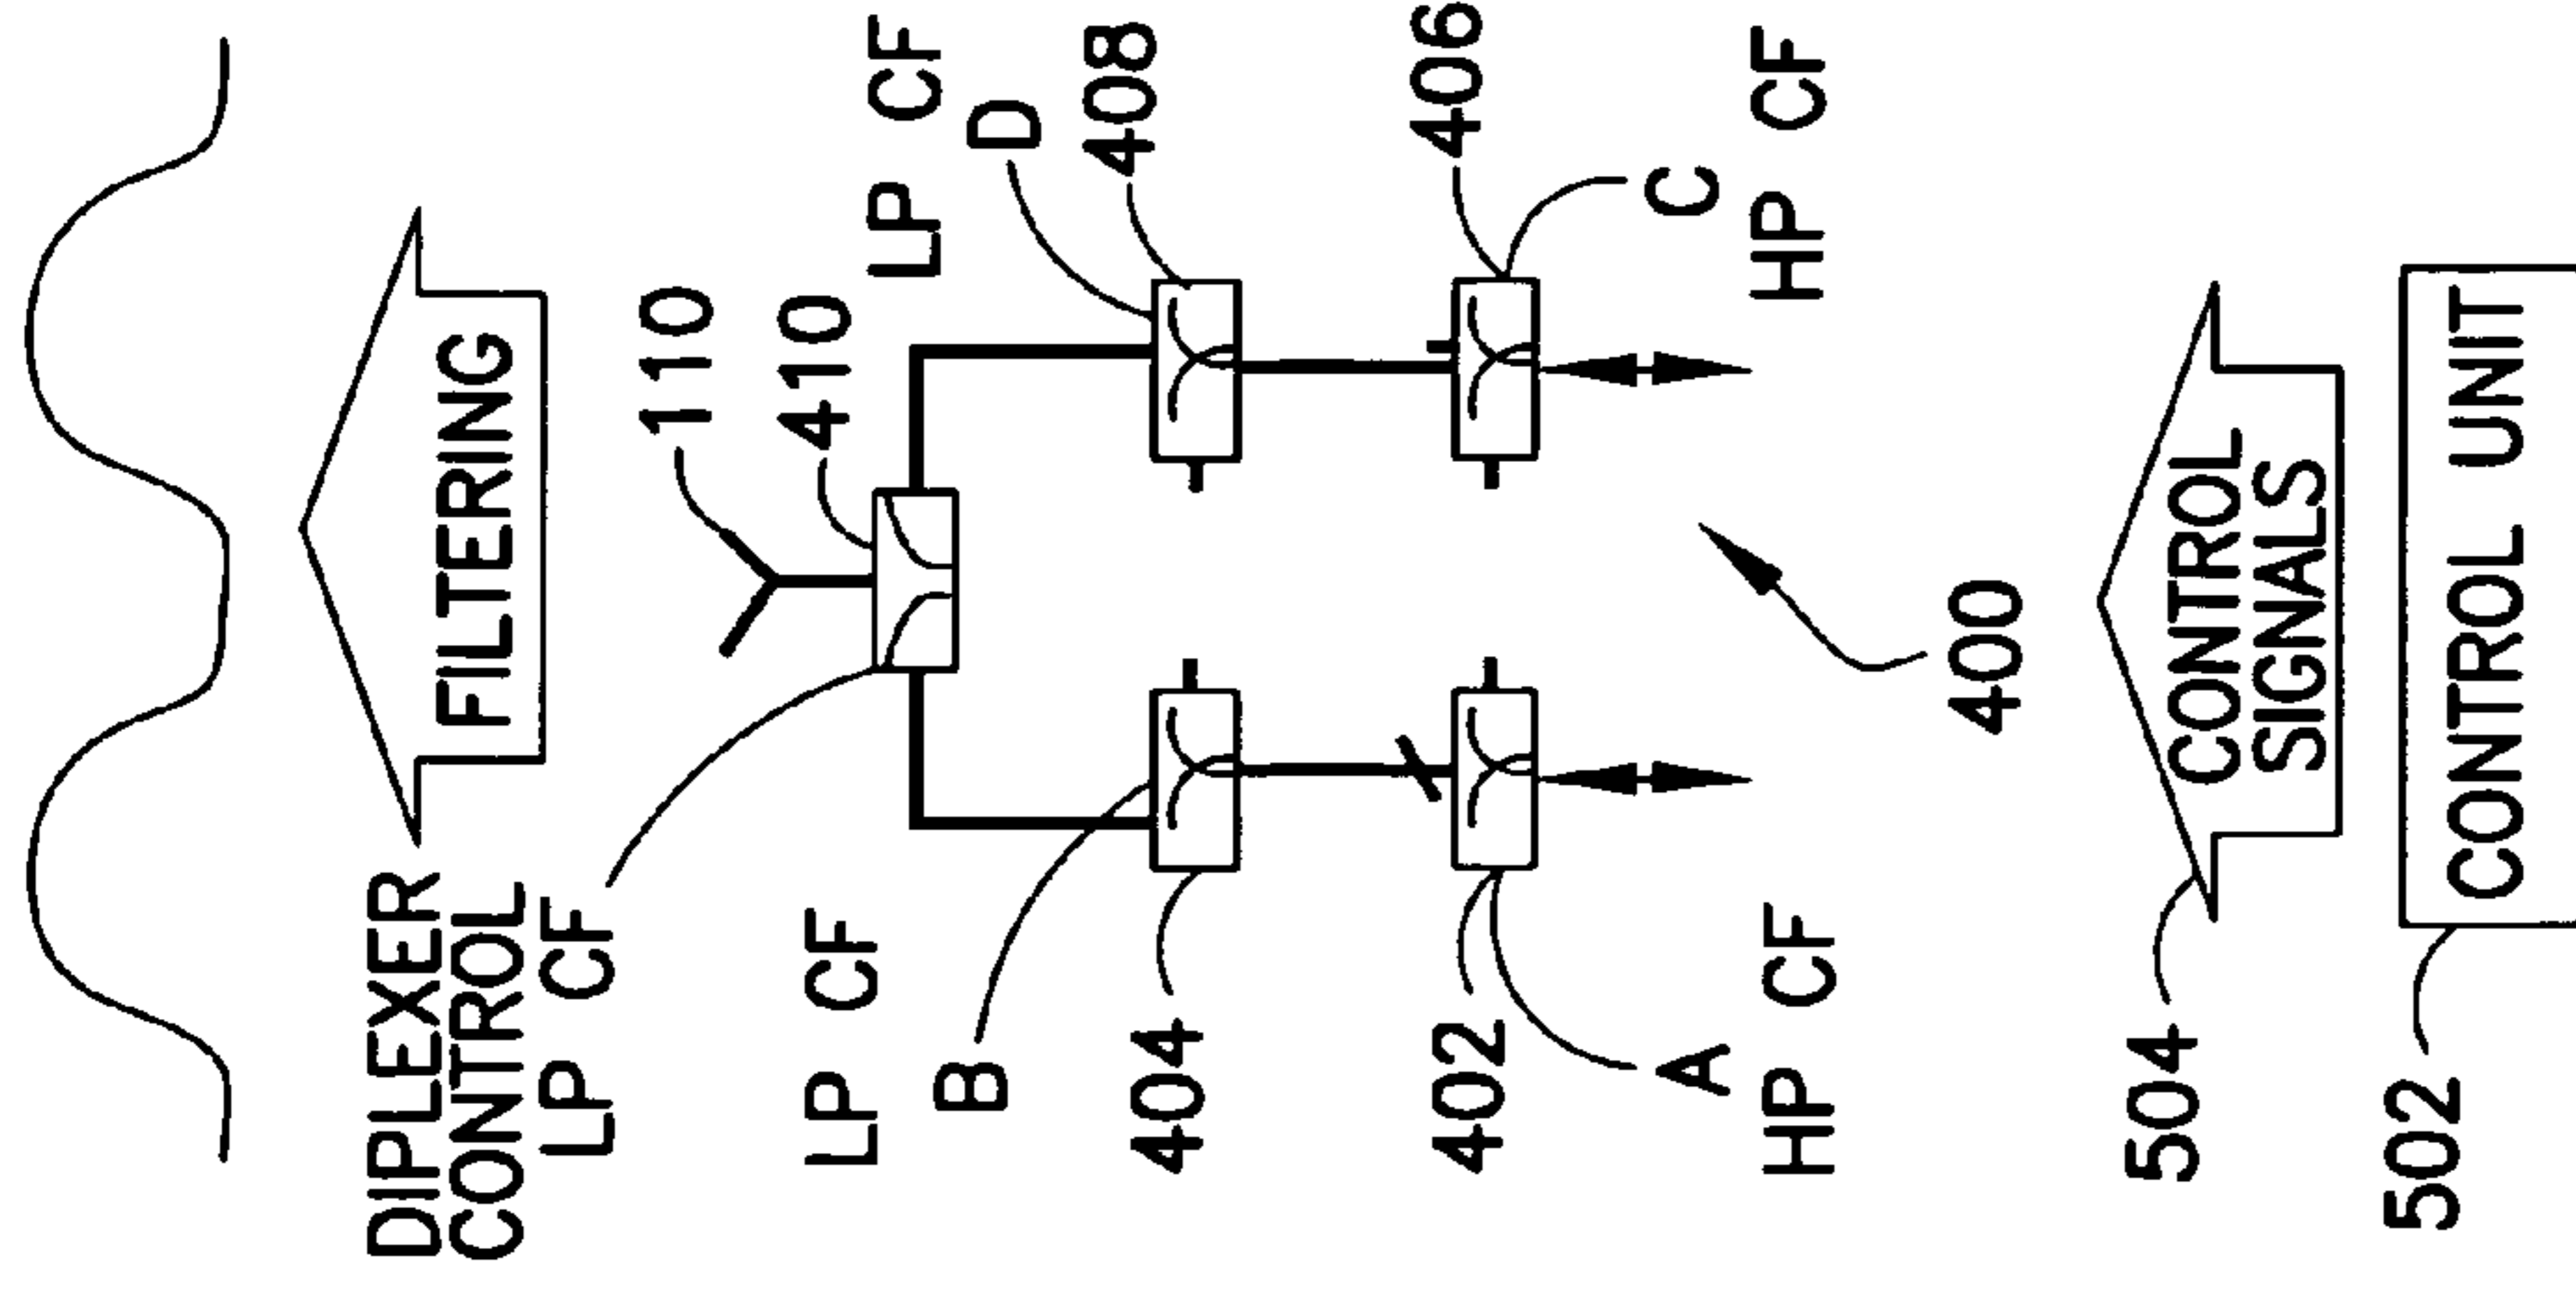 FILTERING
DIPLEXER
CONTROL
LP CF
110
410
LP CF
D
408
406
C
HP CF
LP CF
B
404
402
A
HP CF
400
CONTROL
SIGNALS
504
CONTROL UNIT
502